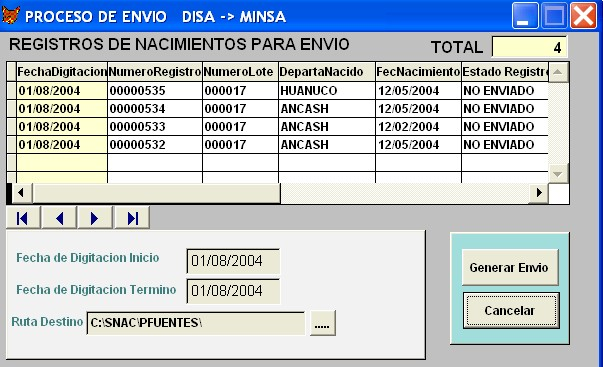 PROCESO DE ENVIO DISA -> MINSA
REGISTROS DE NACIMIENTOS PARA ENVIO TOTAL 4
FechaDigitacion NumeroRegistro NumeroLote DepartaNacido FecNacimiento Estado Registr
01/08/2004 00000535 000017 HUANUCO 12/05/2004 NO ENVIADO
01/08/2004 00000534 000017 ANCASH 12/05/2004 NO ENVIADO
01/08/2004 00000533 000017 ANCASH 12/02/2004 NO ENVIADO
01/08/2004 00000532 000017 ANCASH 12/05/2004 NO ENVIADO
Fecha de Digitacion Inicio 01/08/2004
Fecha de Digitacion Termino 01/08/2004
Ruta Destino C:\SNAC\PFUENTES\ .....
Generar Envio
Cancelar